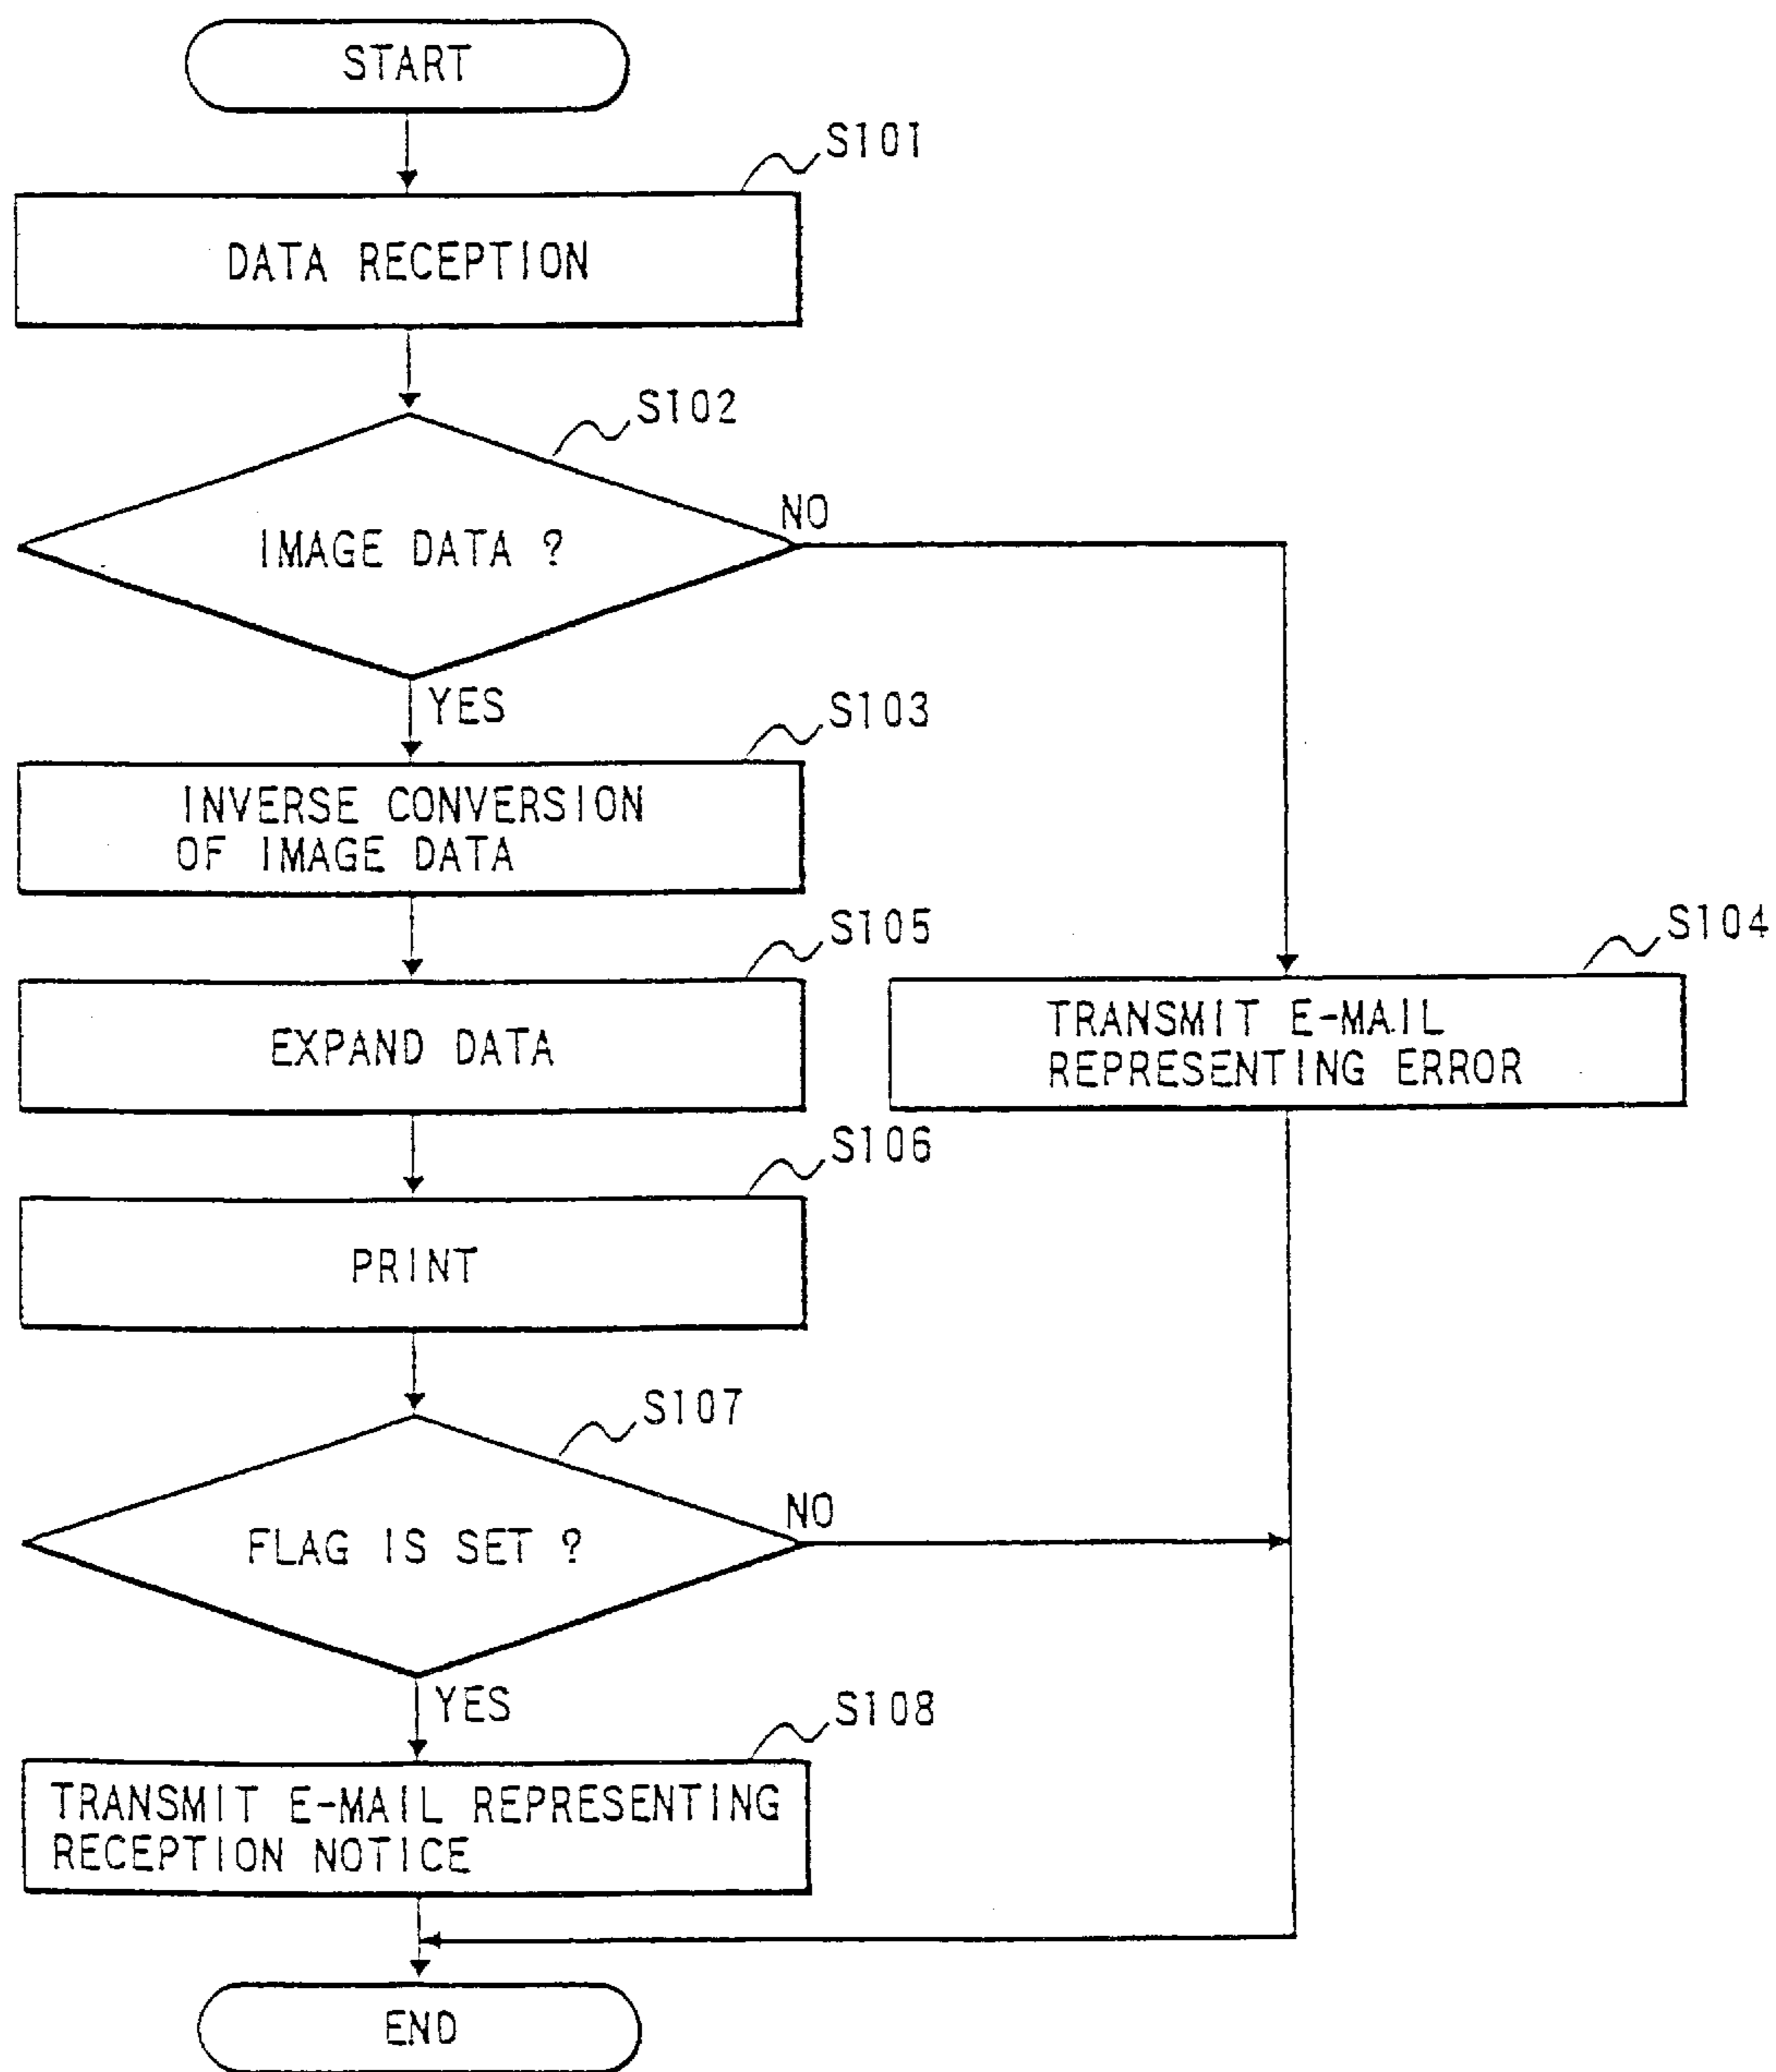 START
S101
DATA RECEPTION
S102
IMAGE DATA ?
NO
YES
S103
INVERSE CONVERSION
OF IMAGE DATA
S105
EXPAND DATA
S104
TRANSMIT E-MAIL
REPRESENTING ERROR
S106
PRINT
S107
FLAG IS SET ?
NO
YES
S108
TRANSMIT E-MAIL REPRESENTING
RECEPTION NOTICE
END